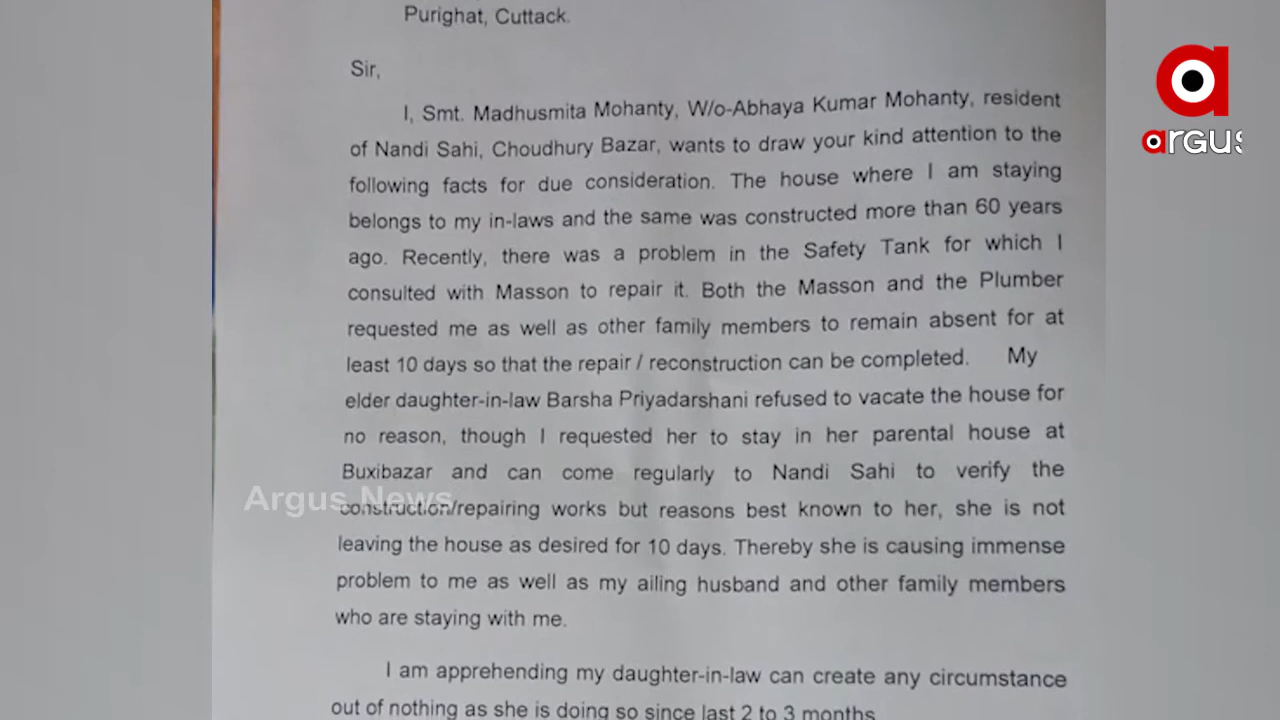 Purighat, Cuttack.
Sir,
I, Smt. Madhusmita Mohanty, W/o-Abhaya Kumar Mohanty, resident
of Nandi Sahi, Choudhury Bazar, wants to draw your kind attention to the
following facts for due consideration. The house where I am staying
belongs to my in-laws and the same was constructed more than 60 years
ago. Recently, there was a problem in the Safety Tank for which I
consulted with Masson to repair it. Both the Masson and the Plumber
requested me as well as other family members to remain absent for at
least 10 days so that the repair / reconstruction can be completed. My
elder daughter-in-law Barsha Priyadarshani refused to vacate the house for
no reason, though I requested her to stay in her parental house at
Buxibazar and can come regularly to Nandi Sahi to verify the
construction/repairing works but reasons best known to her, she is not
leaving the house as desired for 10 days. Thereby she is causing immense
problem to me as well as my ailing husband and other family members
who are staying with me.
I am apprehending my daughter-in-law can create any circumstance
out of nothing as she is doing so since last 2 to 3 months
Argus News
a
argus